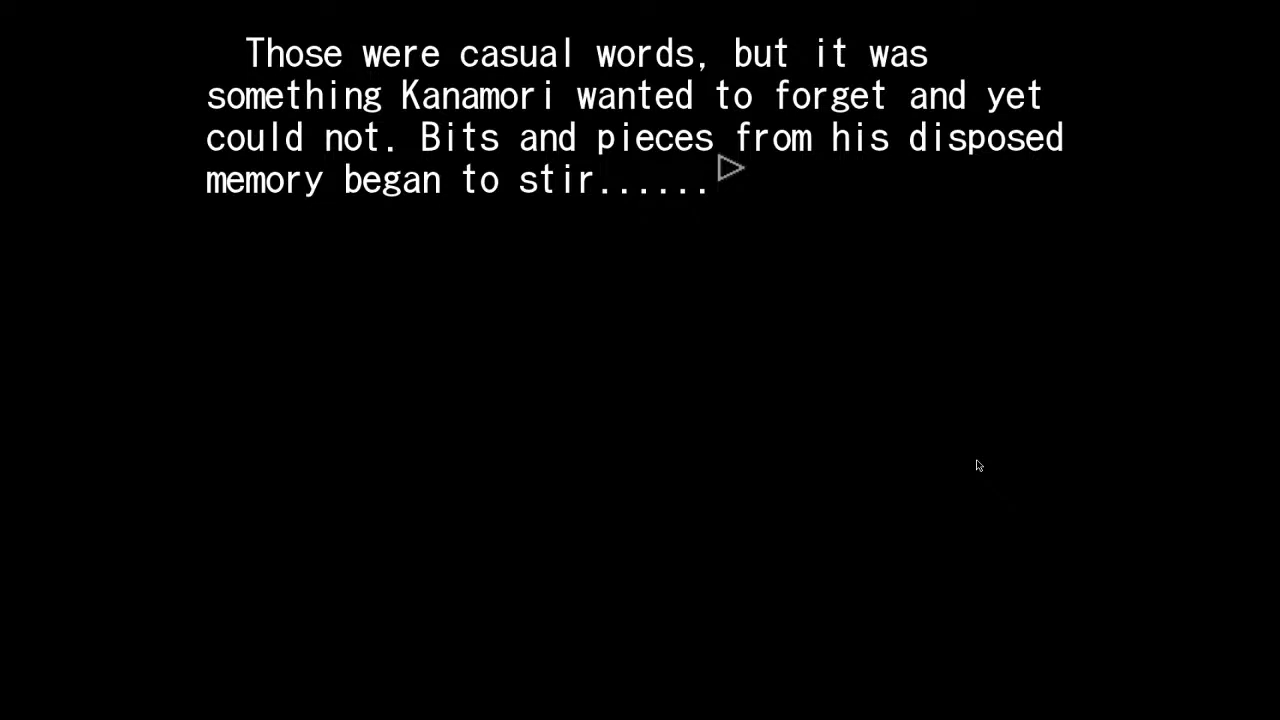 Those were casual words, but it was
something Kanamori wanted to forget and yet
could not. Bits and pieces from his disposed
memory began to stir......